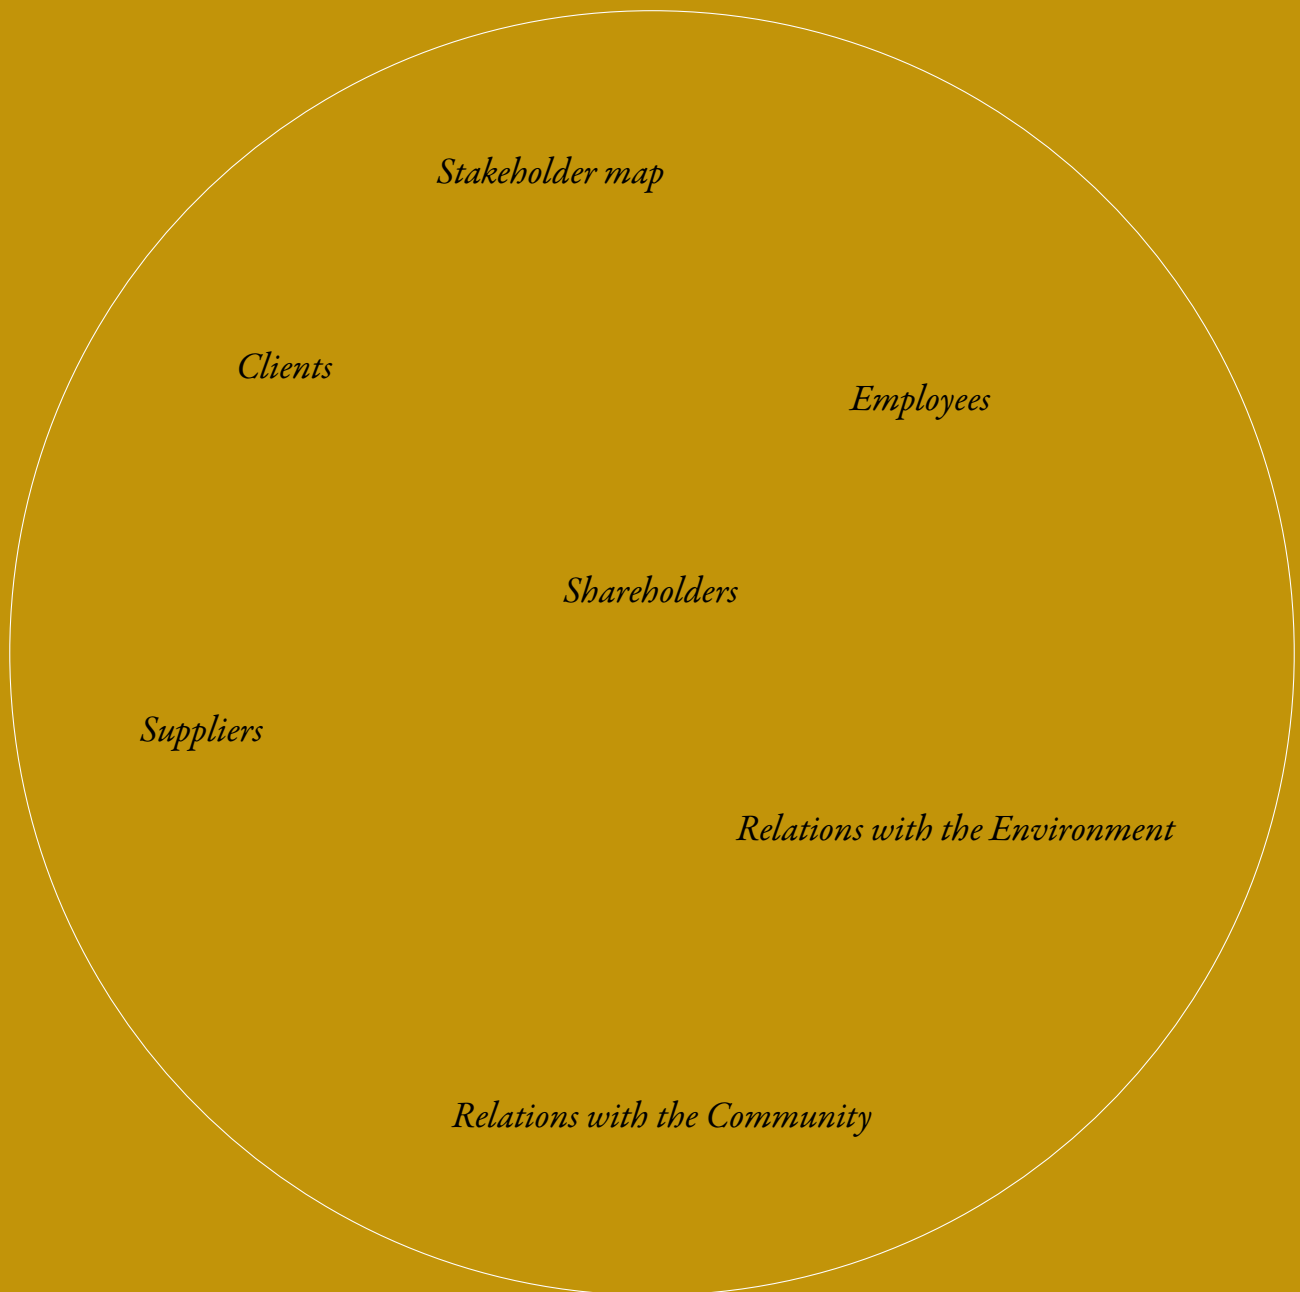 Stakeholder map
Clients
Employees
Shareholders
Suppliers
Relations with the Environment
Relations with the Community